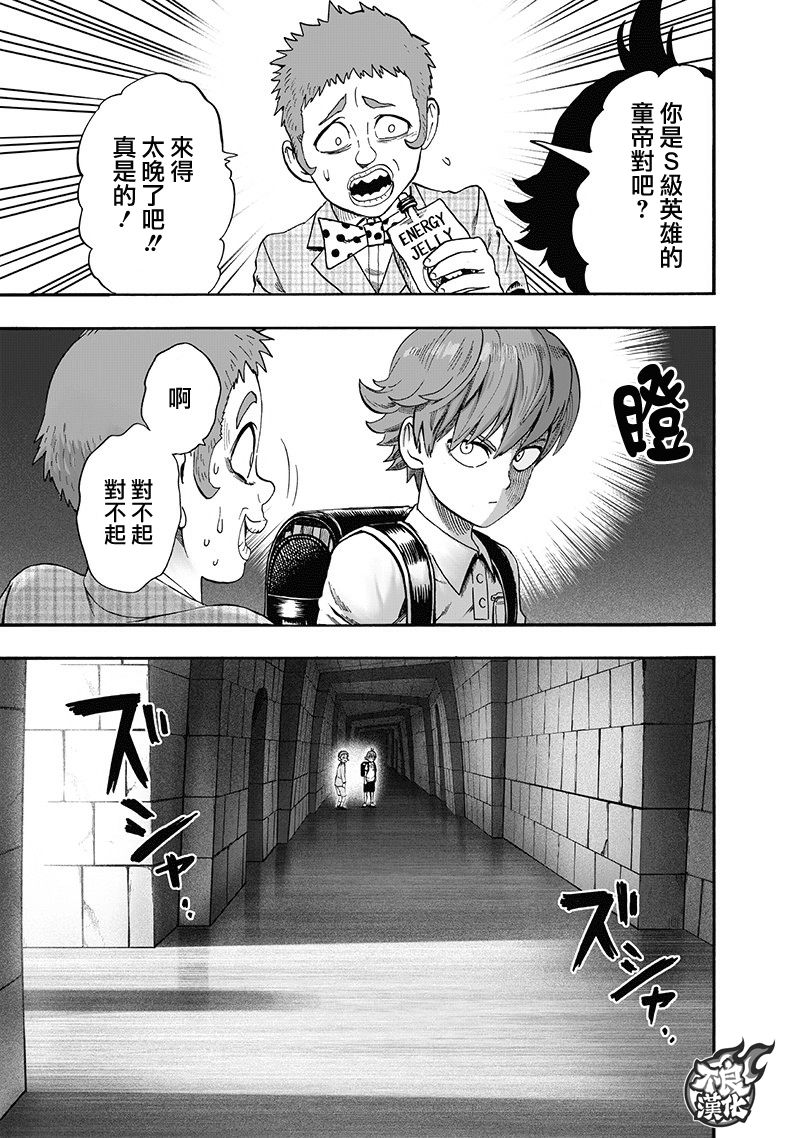 你是S級英雄的
童帝對吧？
來得
太晚了吧!!
真是的！
ENERGY
JELLY
瞪
啊
對不起
對不起
ズシャ‥
ズシャ‥
不良
漢化